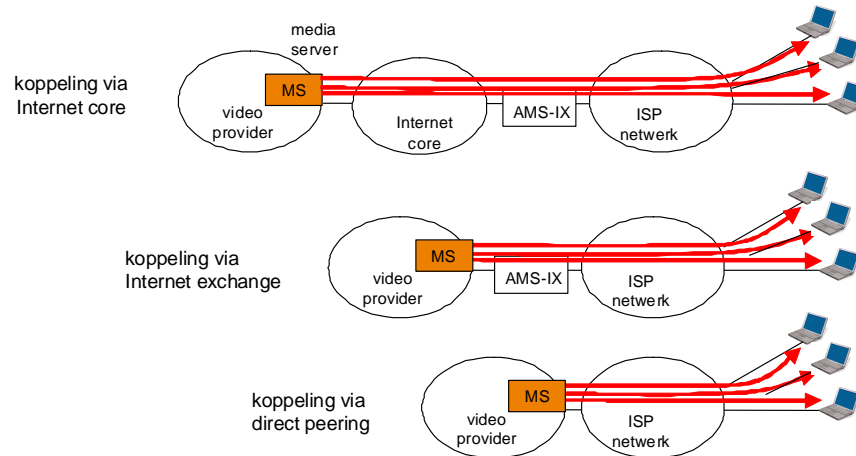 media
server
koppeling via
Internet core
MS
video
provider
Internet
core
AMS-IX
ISP
netwerk
koppeling via
Internet exchange
MS
video
provider
AMS-IX
ISP
netwerk
koppeling via
direct peering
MS
video
provider
ISP
netwerk